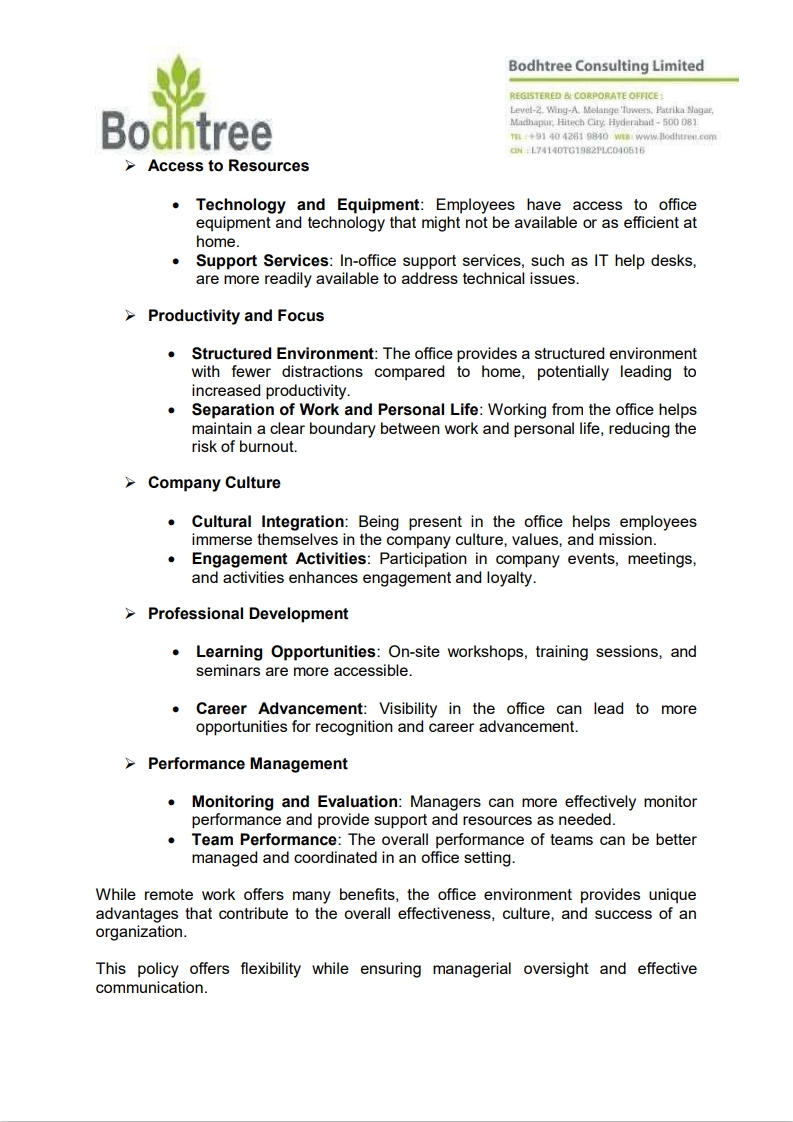 Bodhtree
Bodhtree Consulting Limited
REGISTERED & CORPORATE OFFICE :
Level-2, Wing-A, Melange Towers, Patrika Nagar,
Madhapur, Hitech City, Hyderabad - 500 081
TEL : +91 40 4261 9840 WEB: www.Bodhtree.com
CIN : L74140TG1982PLC040516
➢ Access to Resources
• Technology and Equipment: Employees have access to office
equipment and technology that might not be available or as efficient at
home.
• Support Services: In-office support services, such as IT help desks,
are more readily available to address technical issues.
➢ Productivity and Focus
• Structured Environment: The office provides a structured environment
with fewer distractions compared to home, potentially leading to
increased productivity.
• Separation of Work and Personal Life: Working from the office helps
maintain a clear boundary between work and personal life, reducing the
risk of burnout.
➢ Company Culture
• Cultural Integration: Being present in the office helps employees
immerse themselves in the company culture, values, and mission.
• Engagement Activities: Participation in company events, meetings,
and activities enhances engagement and loyalty.
➢ Professional Development
• Learning Opportunities: On-site workshops, training sessions, and
seminars are more accessible.
• Career Advancement: Visibility in the office can lead to more
opportunities for recognition and career advancement.
➢ Performance Management
• Monitoring and Evaluation: Managers can more effectively monitor
performance and provide support and resources as needed.
• Team Performance: The overall performance of teams can be better
managed and coordinated in an office setting.
While remote work offers many benefits, the office environment provides unique
advantages that contribute to the overall effectiveness, culture, and success of an
organization.
This policy offers flexibility while ensuring managerial oversight and effective
communication.